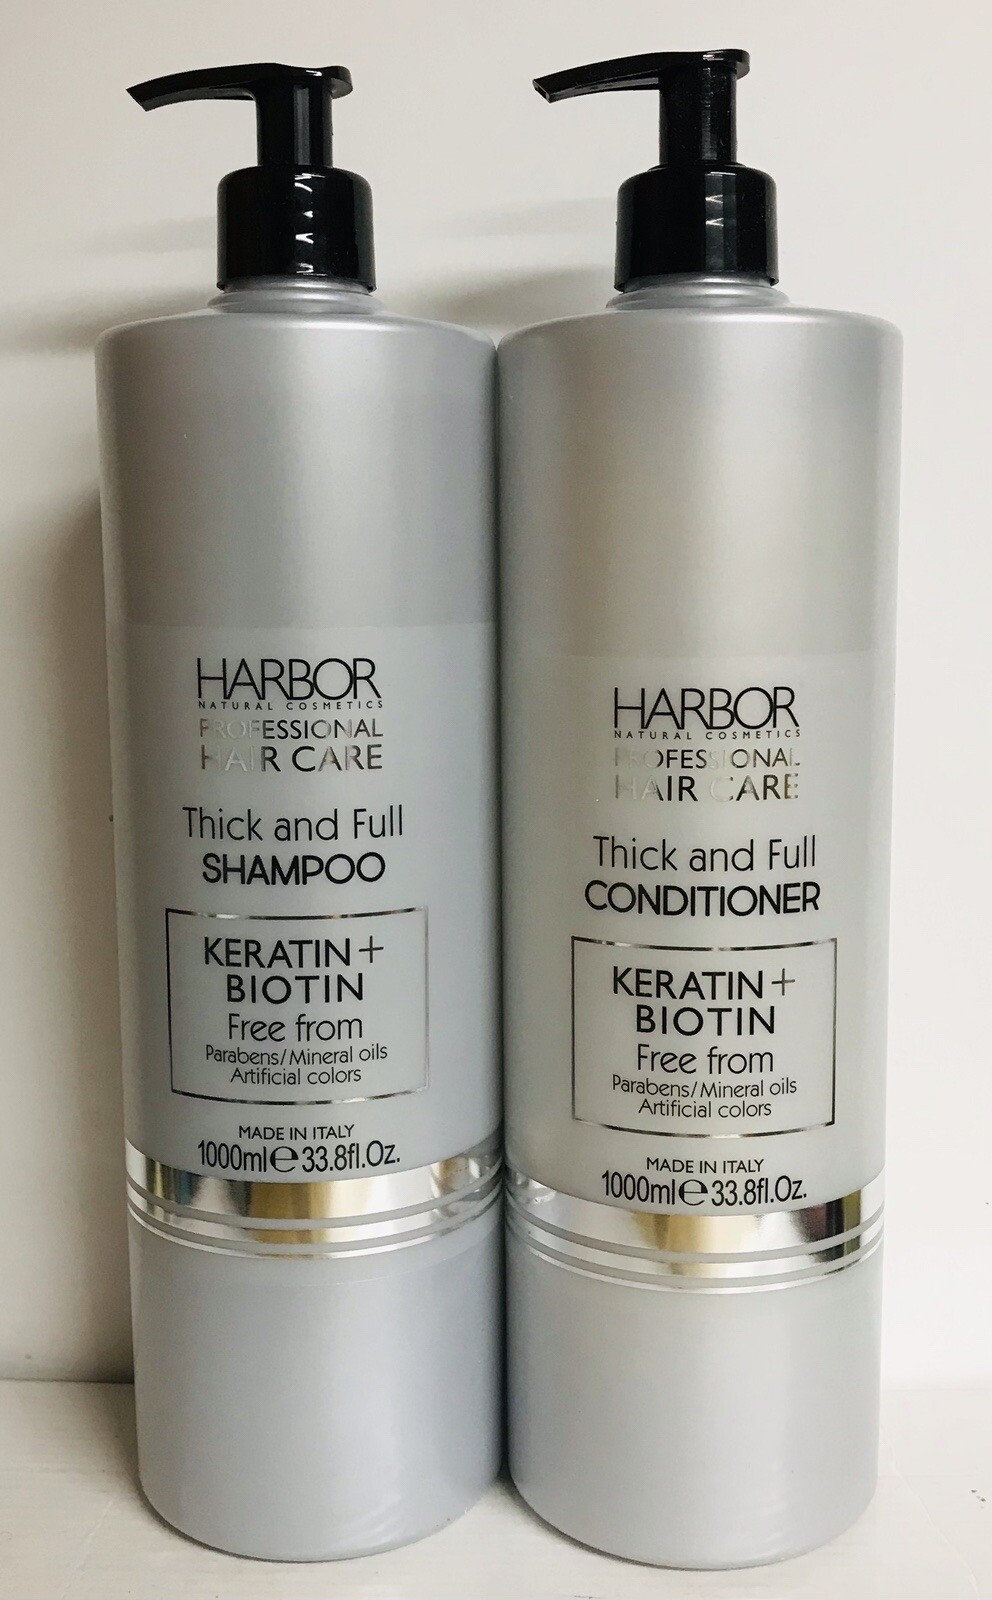 HARBOR
NATURAL COSMETICS
PROFESSIONAL
HAIR CARE
Thick and Full
SHAMPOO
KERATIN+
BIOTIN
Free from
Parabens/Mineral oils
Artificial colors
MADE IN ITALY
1000ml℮33.8fl.Oz.
HARBOR
NATURAL COSMETICS
PROFESSIONAL
HAIR CARE
Thick and Full
CONDITIONER
KERATIN+
BIOTIN
Free from
Parabens/Mineral oils
Artificial colors
MADE IN ITALY
1000ml℮33.8fl.Oz.